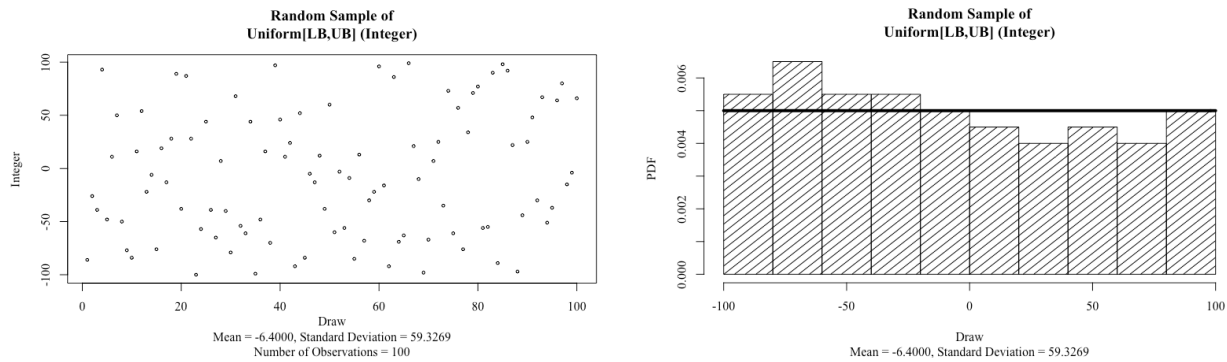 Random Sample of
Uniform[LB,UB] (Integer)
Integer
100
50
0
-50
-100
0
20
40
60
80
100
Draw
Mean = -6.4000, Standard Deviation = 59.3269
Number of Observations = 100
Random Sample of
Uniform[LB,UB] (Integer)
PDF
0.006
0.004
0.002
0.000
-100
-50
0
50
100
Draw
Mean = -6.4000, Standard Deviation = 59.3269